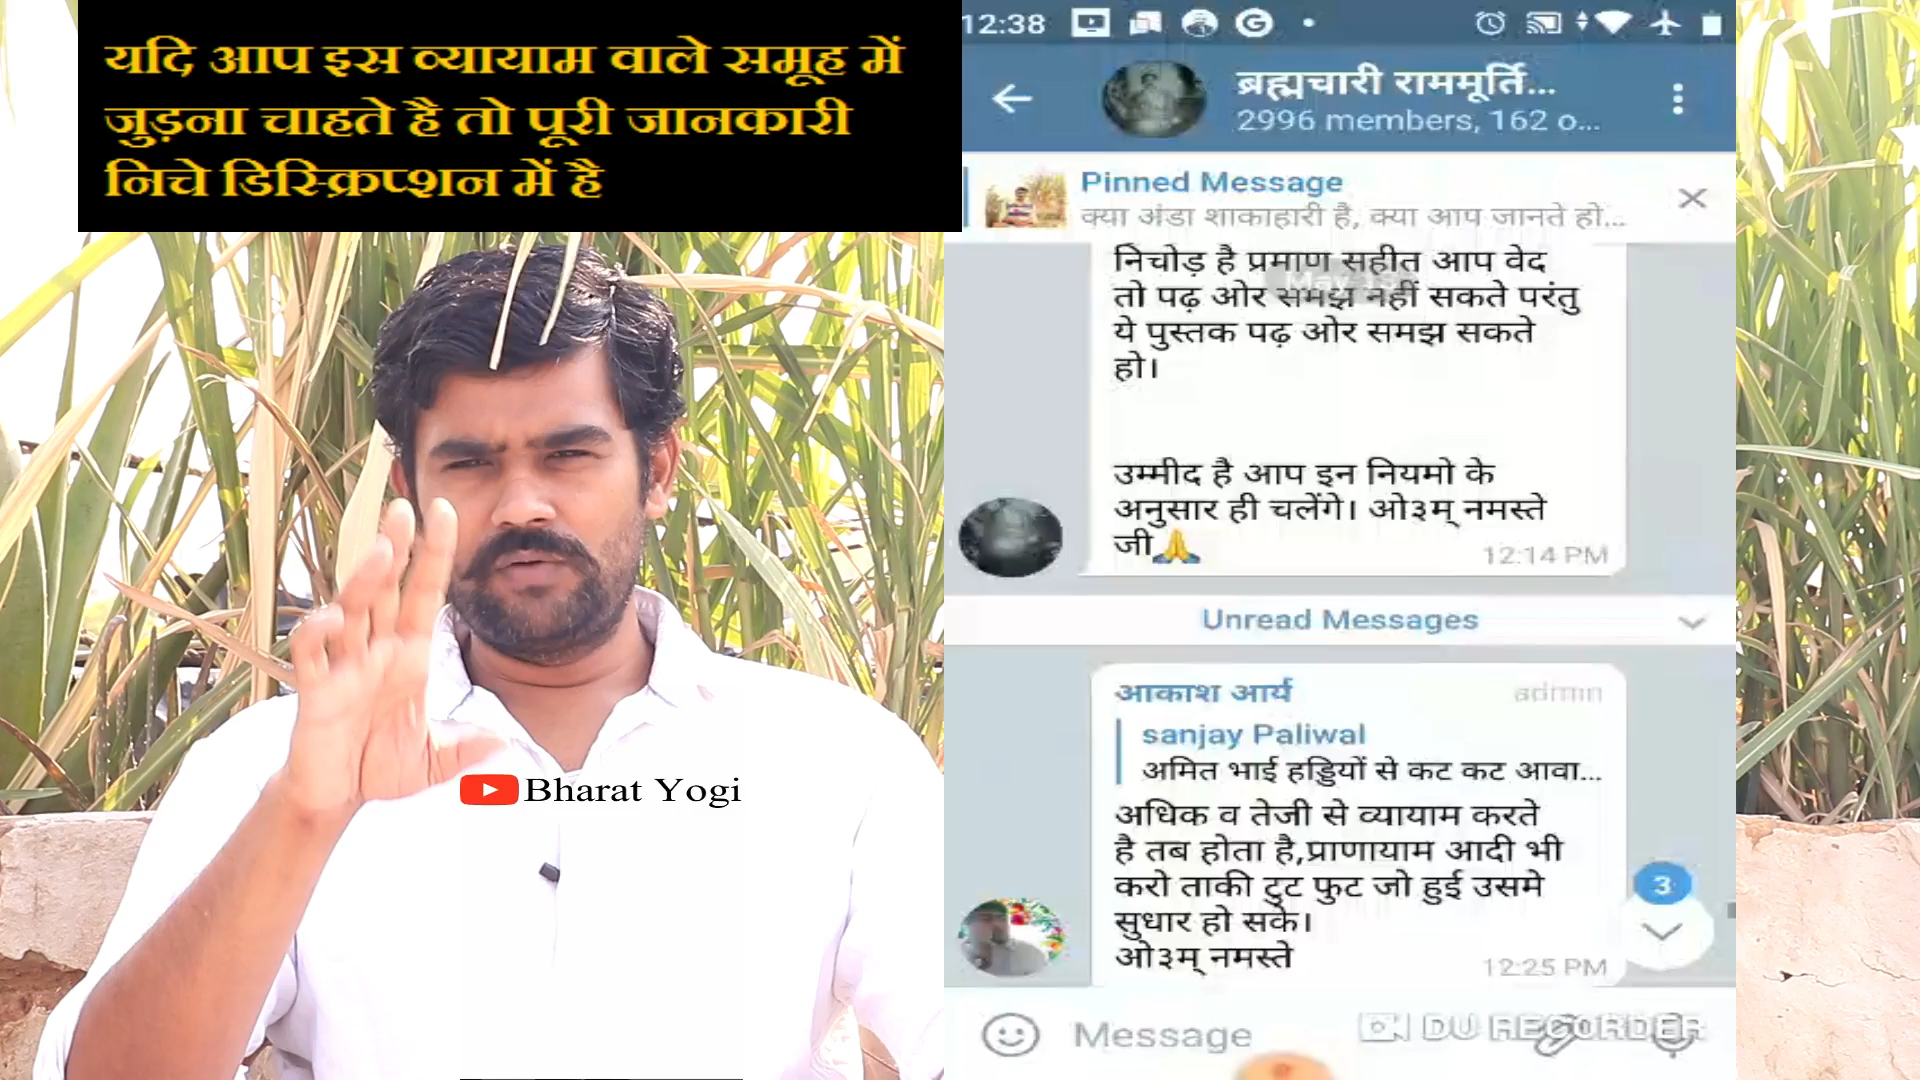 यदि आप इस व्यायाम वाले समूह में
जुड़ना चाहते है तो पूरी जानकारी
निचे डिस्क्रिप्शन में है
Bharat Yogi
12:38
ब्रह्मचारी राममूर्ति...
2996 members, 162 o...
Pinned Message
क्या अंडा शाकाहारी है, क्या आप जानते हो...
निचोड़ है प्रमाण सहीत आप वेद
तो पढ़ ओर समझ नहीं सकते परंतु
ये पुस्तक पढ़ ओर समझ सकते
हो।
उम्मीद है आप इन नियमो के
अनुसार ही चलेंगे। ओ३म् नमस्ते
जी🙏
12:14 PM
Unread Messages
आकाश आर्य admin
sanjay Paliwal
अमित भाई हड्डियों से कट कट आवा...
अधिक व तेजी से व्यायाम करते
है तब होता है,प्राणायाम आदी भी
करो ताकी टुट फुट जो हुई उसमे
सुधार हो सके।
ओ३म् नमस्ते
12:25 PM
3
Message
DU RECORDER